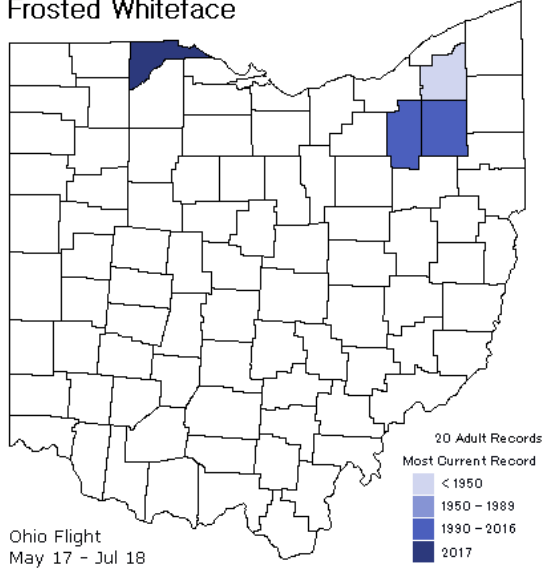 Frosted Whiteface
20 Adult Records
Most Current Record
< 1950
1950 - 1989
1990 - 2016
2017
Ohio Flight
May 17 - Jul 18